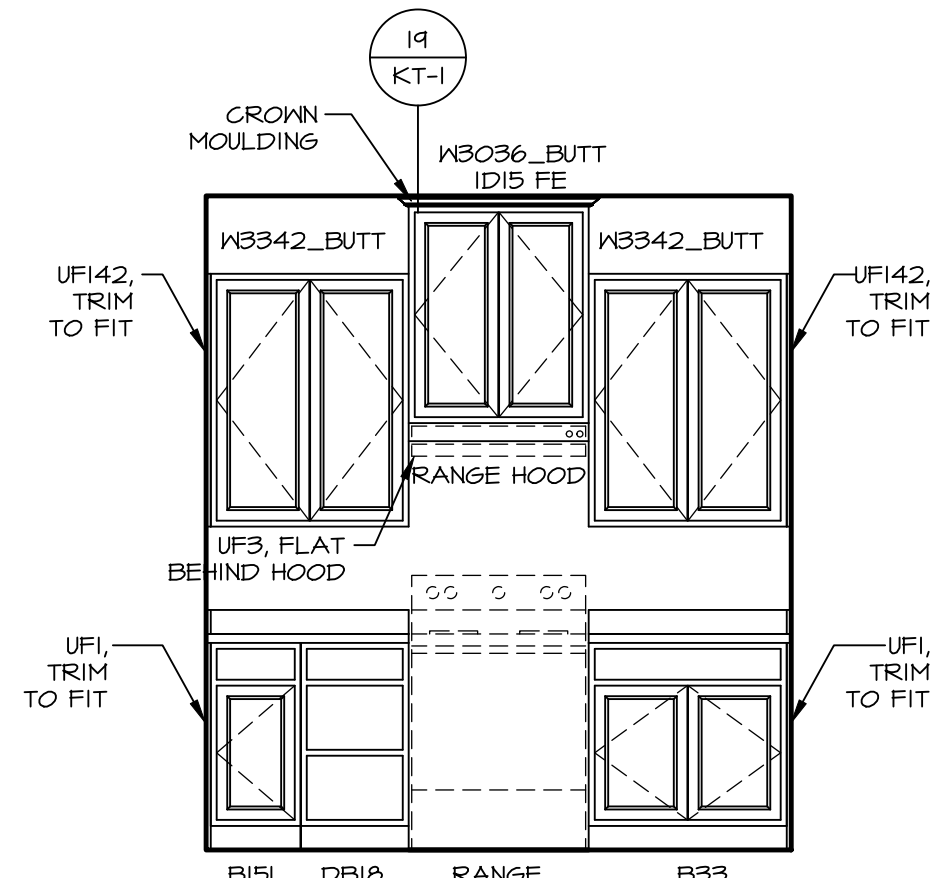 19
KT-1
CROWN
MOULDING
W3036_BUTT
1D15 FE
W3342_BUTT
W3342_BUTT
UF142,
TRIM
TO FIT
UF142,
TRIM
TO FIT
RANGE HOOD
UF3, FLAT
BEHIND HOOD
UF1,
TRIM
TO FIT
UF1,
TRIM
TO FIT
B15L
DB18
RANGE
B33